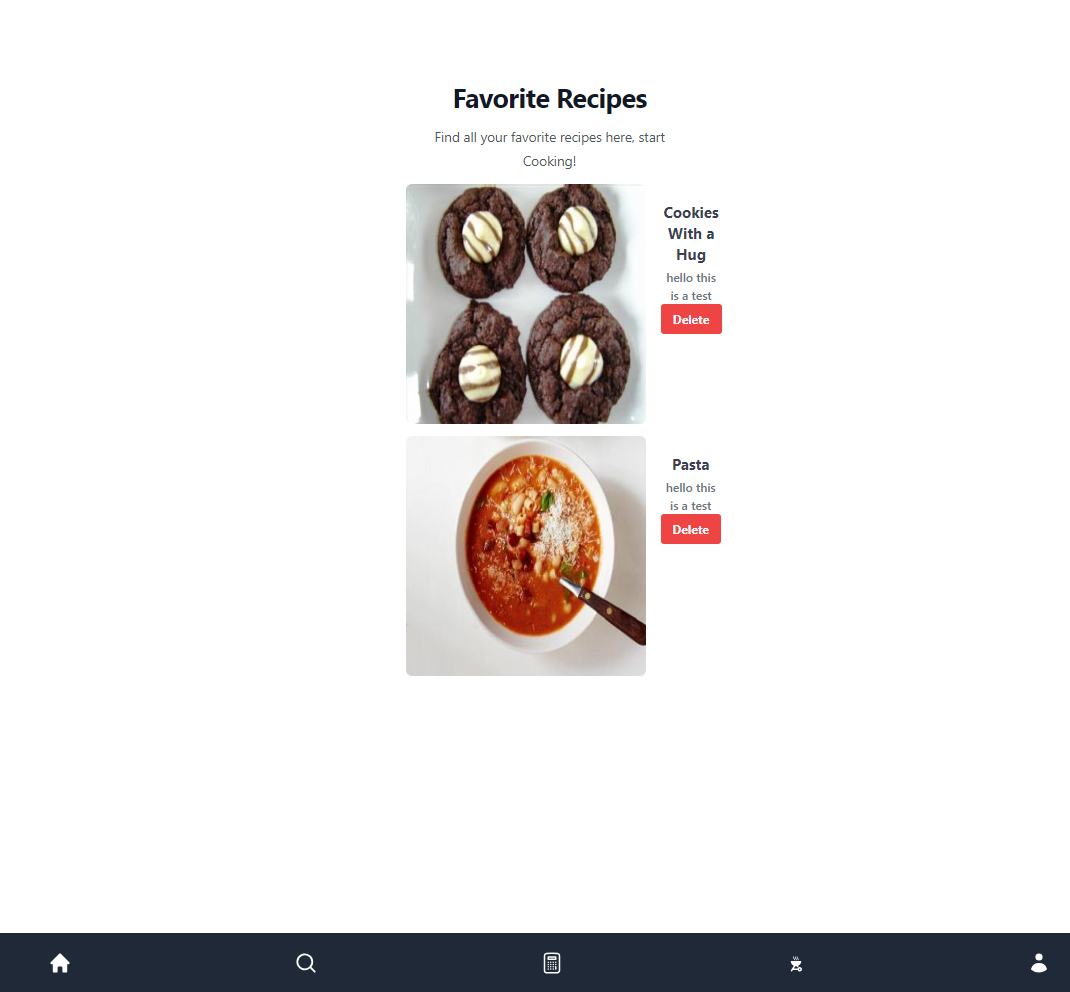 Favorite Recipes
Find all your favorite recipes here, start
Cooking!
Cookies
With a
Hug
hello this
is a test
Delete
Pasta
hello this
is a test
Delete